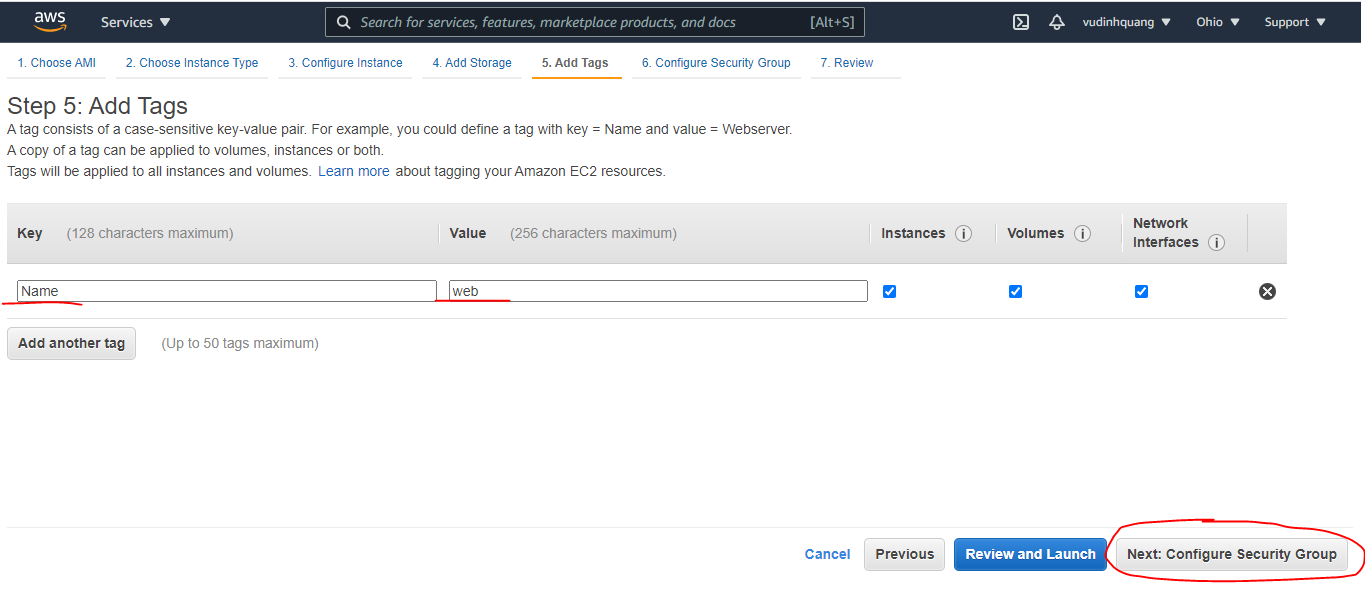 aws Services Search for services, features, marketplace products, and docs [Alt+S] vudinhquang Ohio Support
1. Choose AMI 2. Choose Instance Type 3. Configure Instance 4. Add Storage 5. Add Tags 6. Configure Security Group 7. Review
Step 5: Add Tags
A tag consists of a case-sensitive key-value pair. For example, you could define a tag with key = Name and value = Webserver.
A copy of a tag can be applied to volumes, instances or both.
Tags will be applied to all instances and volumes. Learn more about tagging your Amazon EC2 resources.
Key (128 characters maximum) Value (256 characters maximum) Instances i Volumes i Network
Interfaces i
Name web
Add another tag (Up to 50 tags maximum)
Cancel Previous Review and Launch Next: Configure Security Group